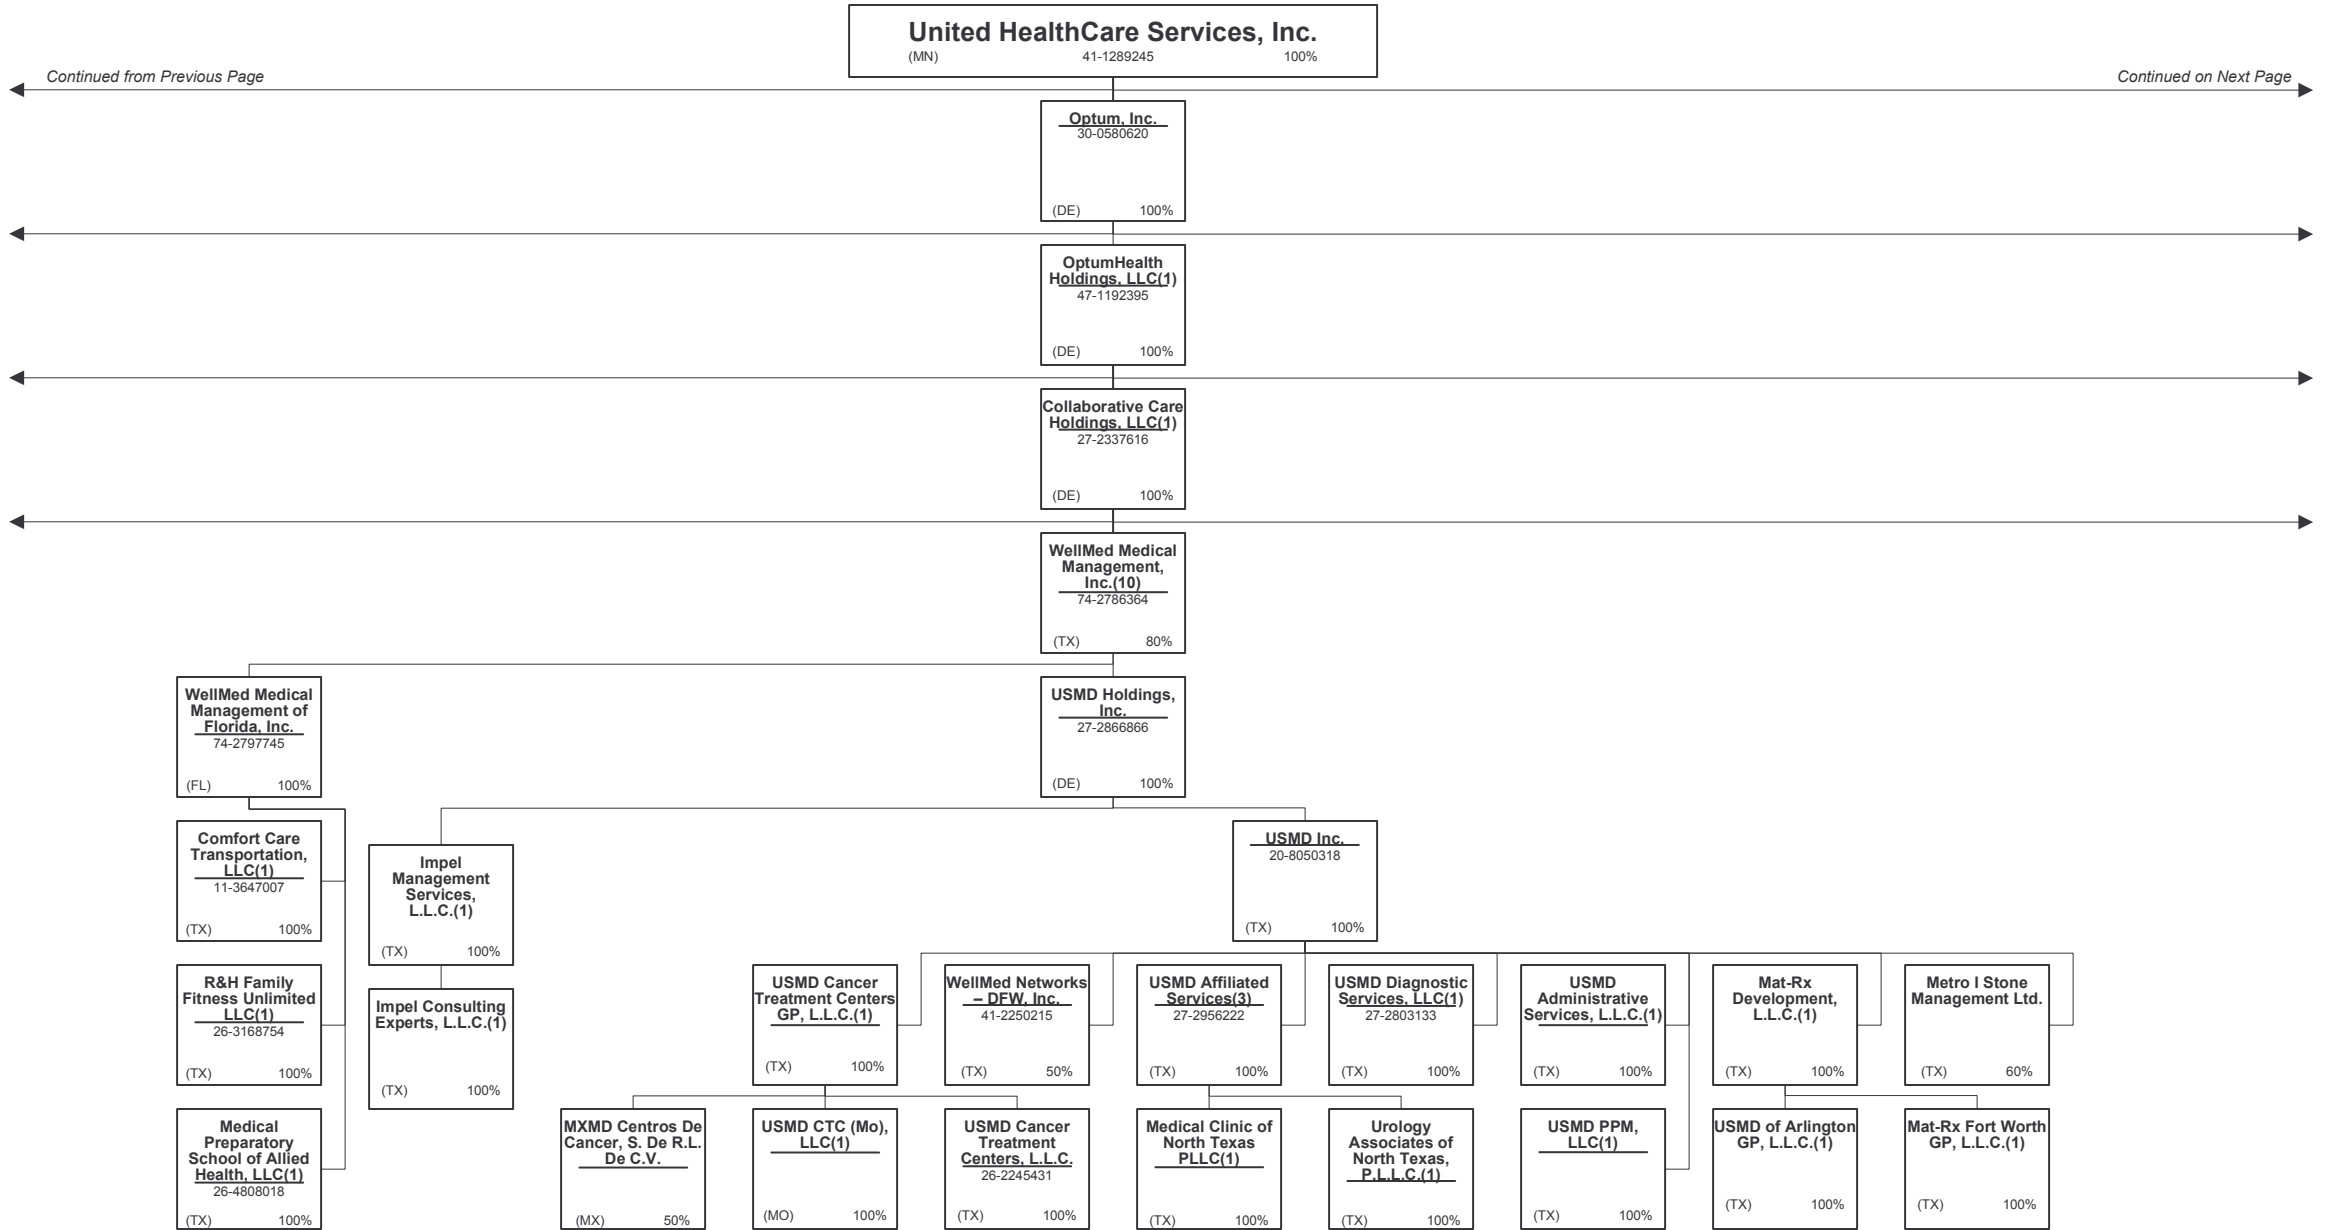 United HealthCare Services, Inc.
(MN) 41-1289245 100%
Continued from Previous Page
Continued on Next Page
Optum, Inc.
30-0580620
(DE) 100%
OptumHealth
Holdings, LLC(1)
47-1192395
(DE) 100%
Collaborative Care
Holdings, LLC(1)
27-2337616
(DE) 100%
WellMed Medical
Management,
Inc.(10)
74-2786364
(TX) 80%
WellMed Medical
Management of
Florida, Inc.
74-2797745
(FL) 100%
USMD Holdings,
Inc.
27-2866866
(DE) 100%
Comfort Care
Transportation,
LLC(1)
11-3647007
(TX) 100%
Impel
Management
Services,
L.L.C.(1)
(TX) 100%
USMD Inc.
20-8050318
(TX) 100%
R&H Family
Fitness Unlimited
LLC(1)
26-3168754
(TX) 100%
Impel Consulting
Experts, L.L.C.(1)
(TX) 100%
USMD Cancer
Treatment Centers
GP, L.L.C.(1)
(TX) 100%
WellMed Networks
– DFW, Inc.
41-2250215
(TX) 50%
USMD Affiliated
Services(3)
27-2956222
(TX) 100%
USMD Diagnostic
Services, LLC(1)
27-2803133
(TX) 100%
USMD
Administrative
Services, L.L.C.(1)
(TX) 100%
Mat-Rx
Development,
L.L.C.(1)
(TX) 100%
Metro I Stone
Management Ltd.
(TX) 60%
Medical
Preparatory
School of Allied
Health, LLC(1)
26-4808018
(TX) 100%
MXMD Centros De
Cancer, S. De R.L.
De C.V.
(MX) 50%
USMD CTC (Mo),
LLC(1)
(MO) 100%
USMD Cancer
Treatment
Centers, L.L.C.
26-2245431
(TX) 100%
Medical Clinic of
North Texas
PLLC(1)
(TX) 100%
Urology
Associates of
North Texas,
P.L.L.C.(1)
(TX) 100%
USMD PPM,
LLC(1)
(TX) 100%
USMD of Arlington
GP, L.L.C.(1)
(TX) 100%
Mat-Rx Fort Worth
GP, L.L.C.(1)
(TX) 100%